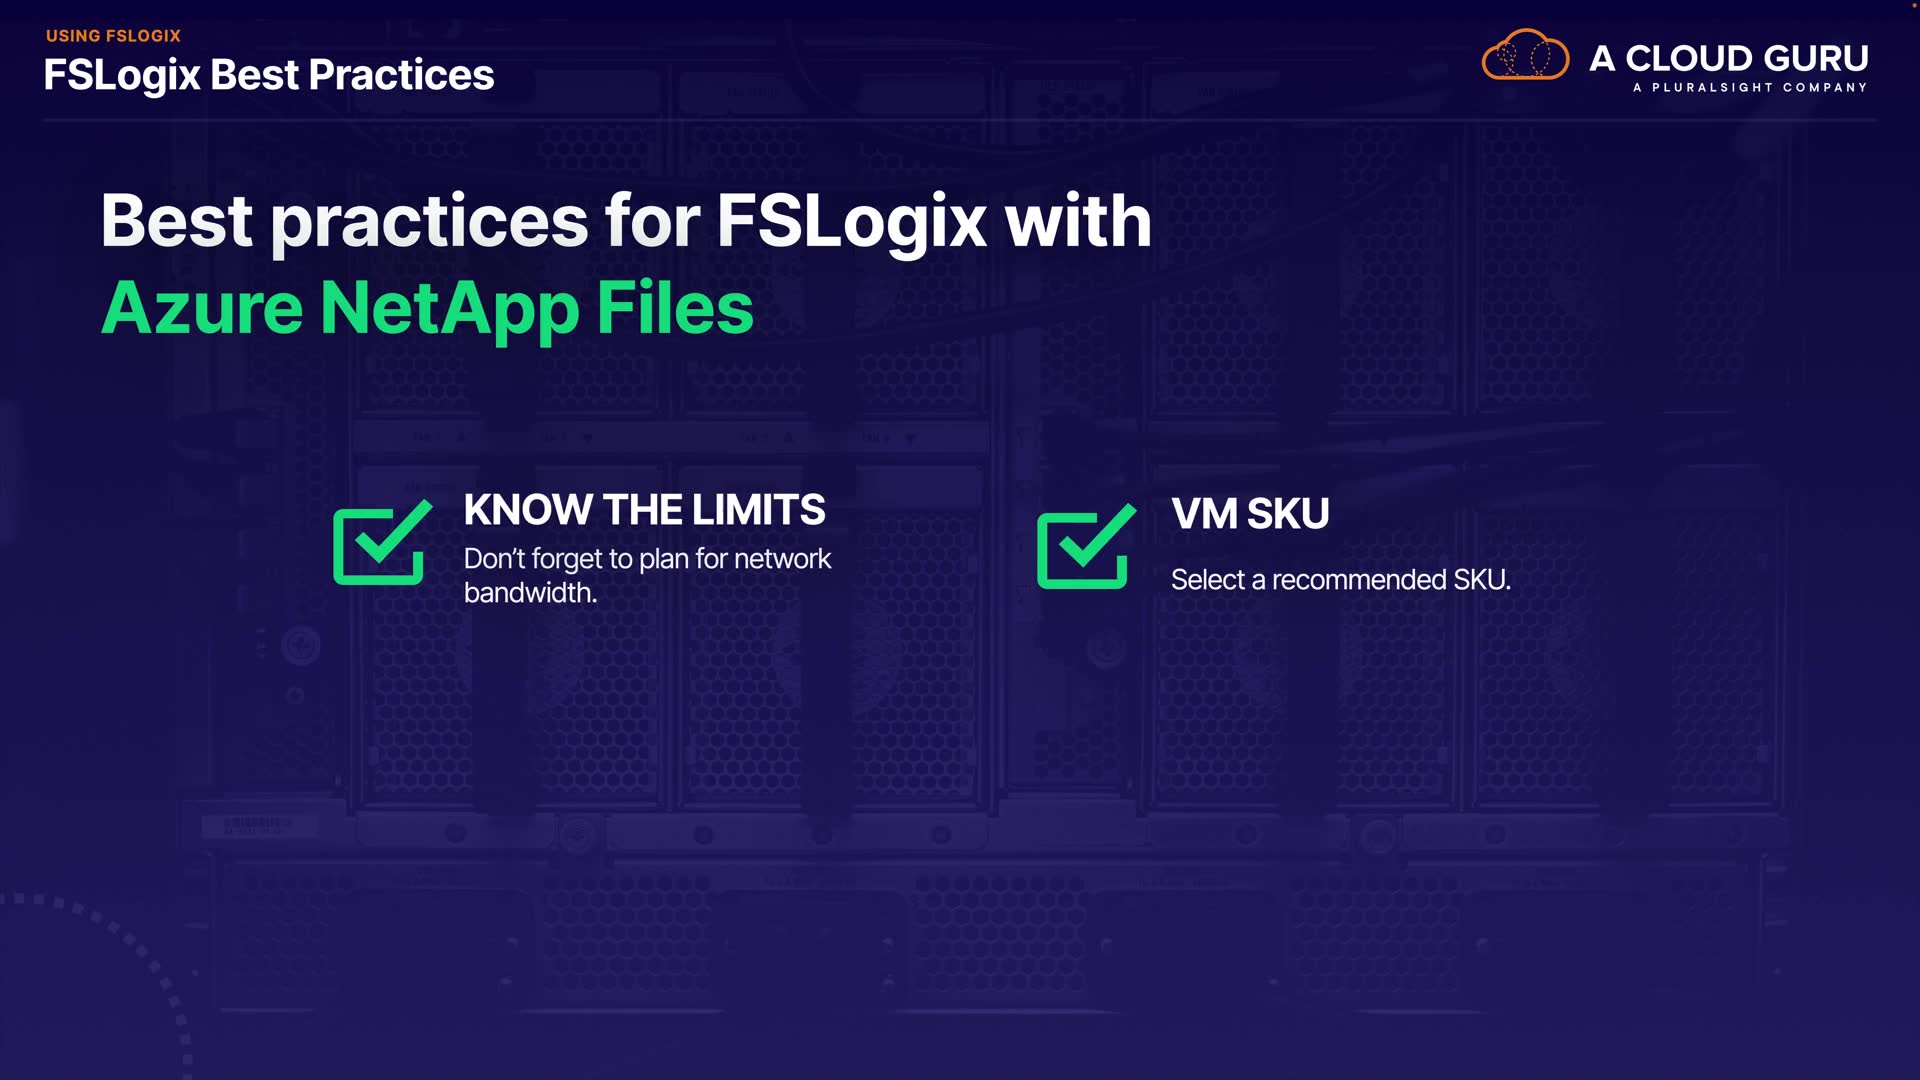 USING FSLOGIX
FSLogix Best Practices
A CLOUD GURU
A PLURALSIGHT COMPANY
Best practices for FSLogix with
Azure NetApp Files
KNOW THE LIMITS
Don’t forget to plan for network
bandwidth.
VM SKU
Select a recommended SKU.